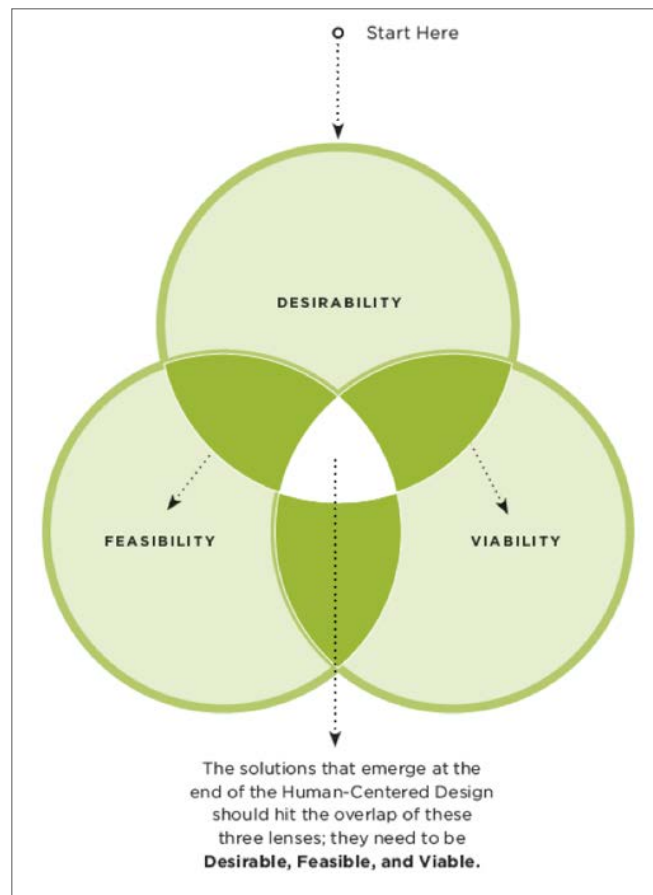 Start Here
DESIRABILITY
FEASIBILITY
VIABILITY
The solutions that emerge at the
end of the Human-Centered Design
should hit the overlap of these
three lenses; they need to be
Desirable, Feasible, and Viable.